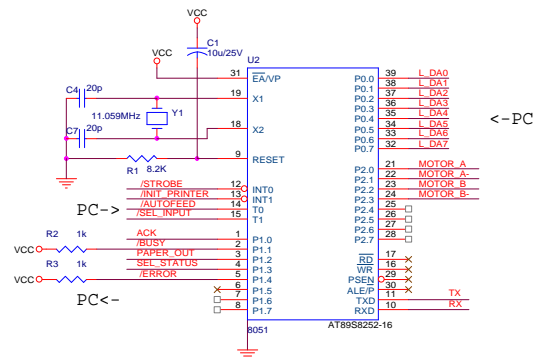 VCC
C1
10u/25V
VCC
U2
C4 20p
31 EA/VP P0.0 39 L_DA0
P0.1 38 L_DA1
19 X1 P0.2 37 L_DA2
11.059MHz Y1 P0.3 36 L_DA3
P0.4 35 L_DA4
C7 20p 18 X2 P0.5 34 L_DA5
P0.6 33 L_DA6
P0.7 32 L_DA7
<-PC
9 RESET
R1 8.2K
P2.0 21 MOTOR_A
P2.1 22 MOTOR_A-
/STROBE 12 INT0 P2.2 23 MOTOR_B
/INIT_PRINTER 13 INT1 P2.3 24 MOTOR_B-
PC-> /AUTOFEED 14 T0 P2.4 25
/SEL_INPUT 15 T1 P2.5 26
P2.6 27
P2.7 28
R2 1k ACK 1 P1.0
VCC /BUSY 2 P1.1
R3 1k PAPER_OUT 3 P1.2 RD 17
SEL_STATUS 4 P1.3 WR 16
VCC /ERROR 5 P1.4 PSEN 29
6 P1.5 ALE/P 30
PC<- 7 P1.6 TXD 11 TX
8 P1.7 RXD 10 RX
8051 AT89S8252-16